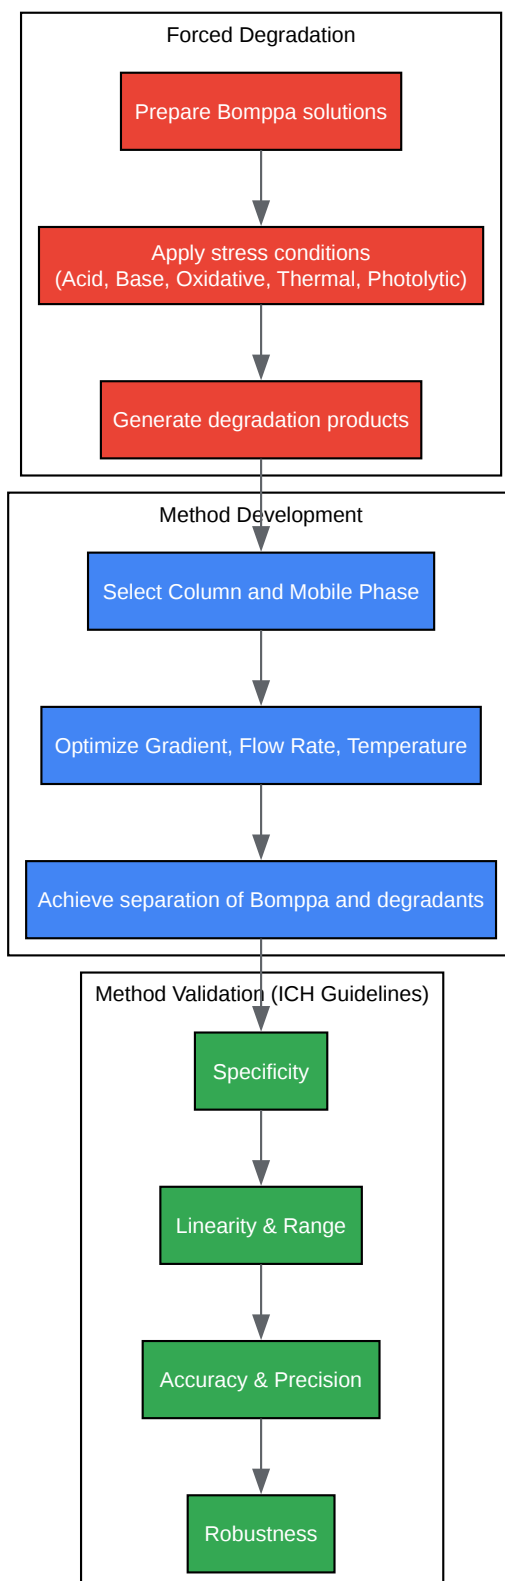 Forced Degradation
Prepare Bomppa solutions
Apply stress conditions
(Acid, Base, Oxidative, Thermal, Photolytic)
Generate degradation products
Method Development
Select Column and Mobile Phase
Optimize Gradient, Flow Rate, Temperature
Achieve separation of Bomppa and degradants
Method Validation (ICH Guidelines)
Specificity
Linearity & Range
Accuracy & Precision
Robustness